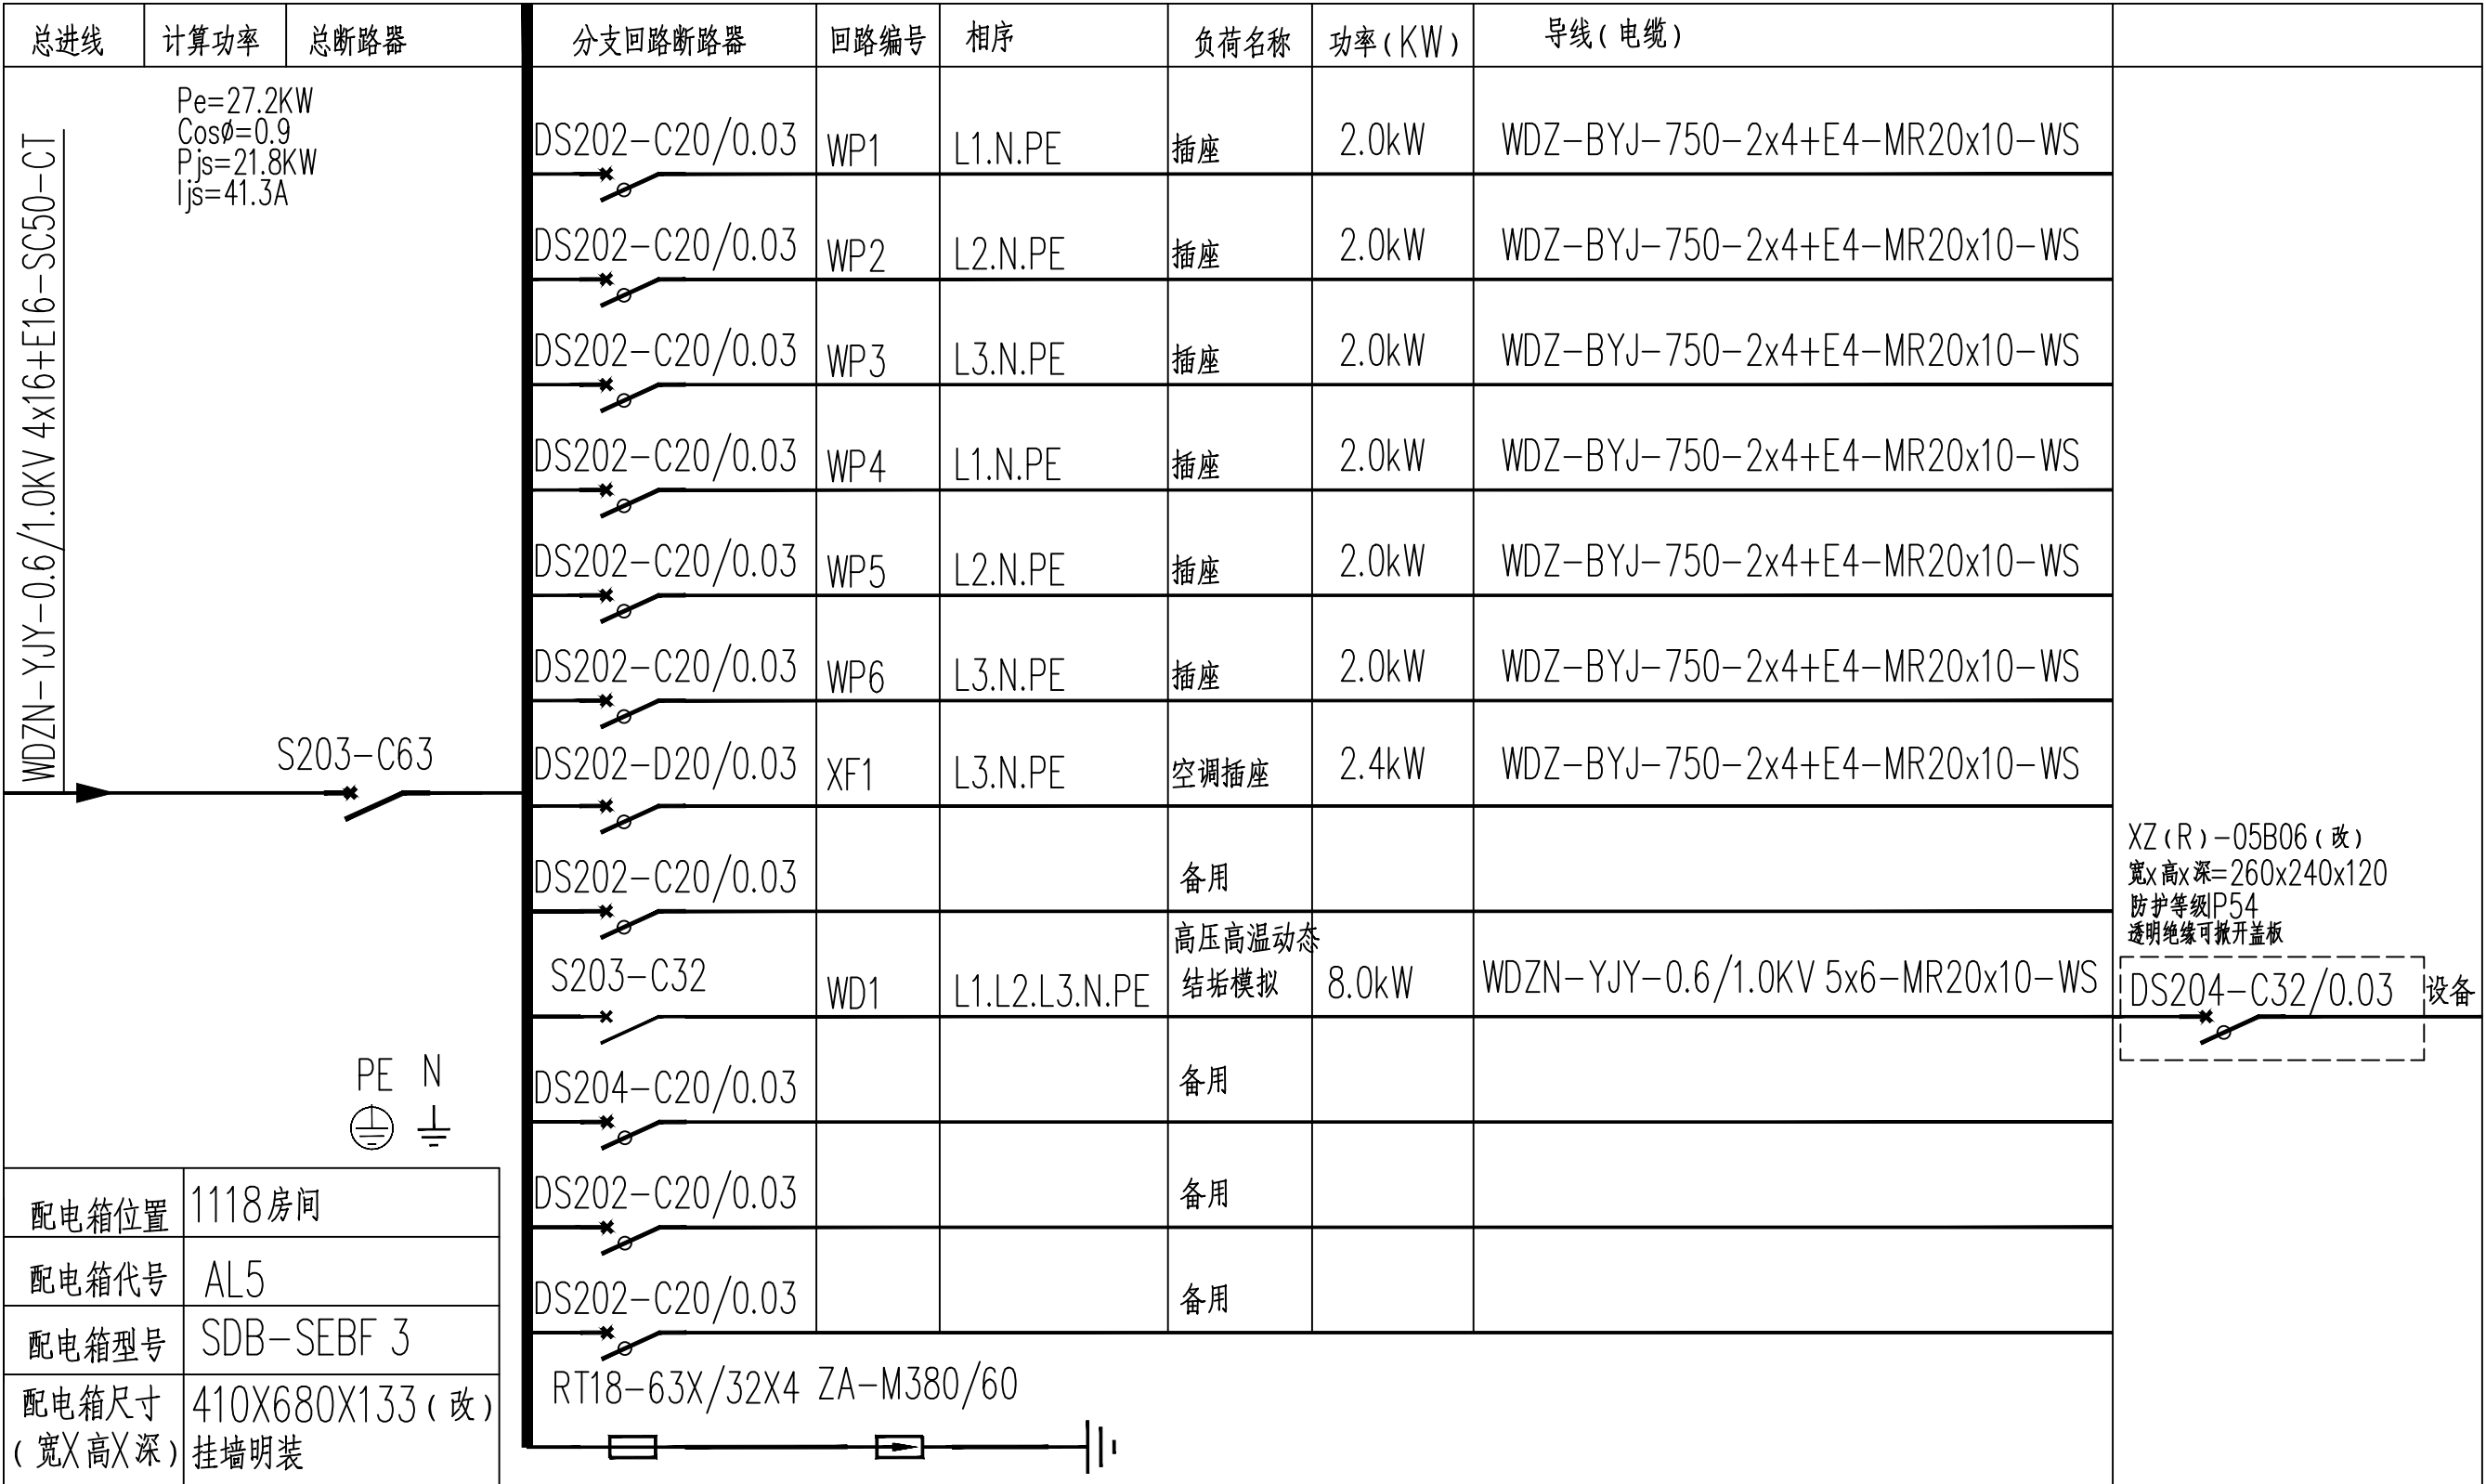 总进线 计算功率 总断路器 分支回路断路器 回路编号 相序 负荷名称 功率(KW) 导线(电缆)
Pe=27.2KW
Cosø=0.9
Pjs=21.8KW
Ijs=41.3A
WDZN-YJY-0.6/1.0KV 4x16+E16-SC50-CT
S203-C63
DS202-C20/0.03 WP1 L1.N.PE 插座 2.0kW WDZ-BYJ-750-2x4+E4-MR20x10-WS
DS202-C20/0.03 WP2 L2.N.PE 插座 2.0kW WDZ-BYJ-750-2x4+E4-MR20x10-WS
DS202-C20/0.03 WP3 L3.N.PE 插座 2.0kW WDZ-BYJ-750-2x4+E4-MR20x10-WS
DS202-C20/0.03 WP4 L1.N.PE 插座 2.0kW WDZ-BYJ-750-2x4+E4-MR20x10-WS
DS202-C20/0.03 WP5 L2.N.PE 插座 2.0kW WDZ-BYJ-750-2x4+E4-MR20x10-WS
DS202-C20/0.03 WP6 L3.N.PE 插座 2.0kW WDZ-BYJ-750-2x4+E4-MR20x10-WS
DS202-D20/0.03 XF1 L3.N.PE 空调插座 2.4kW WDZ-BYJ-750-2x4+E4-MR20x10-WS
DS202-C20/0.03 备用
高压高温动态
S203-C32 WD1 L1.L2.L3.N.PE 结垢模拟 8.0kW WDZN-YJY-0.6/1.0KV 5x6-MR20x10-WS
XZ(R)-05B06(改)
宽x高x深=260x240x120
防护等级IP54
透明绝缘可掀开盖板
DS204-C32/0.03 设备
DS204-C20/0.03 备用
DS202-C20/0.03 备用
DS202-C20/0.03 备用
RT18-63X/32X4 ZA-M380/60
PE N
配电箱位置 1118房间
配电箱代号 AL5
配电箱型号 SDB-SEBF 3
配电箱尺寸 410X680X133(改)
(宽X高X深) 挂墙明装